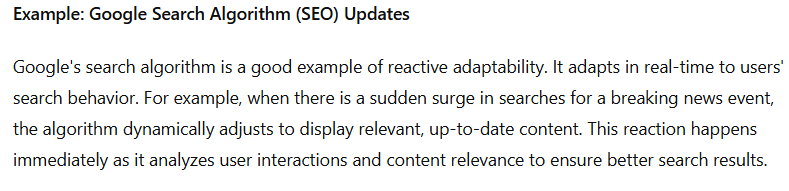 Example: Google Search Algorithm (SEO) Updates
Google's search algorithm is a good example of reactive adaptability. It adapts in real-time to users'
search behavior. For example, when there is a sudden surge in searches for a breaking news event,
the algorithm dynamically adjusts to display relevant, up-to-date content. This reaction happens
immediately as it analyzes user interactions and content relevance to ensure better search results.